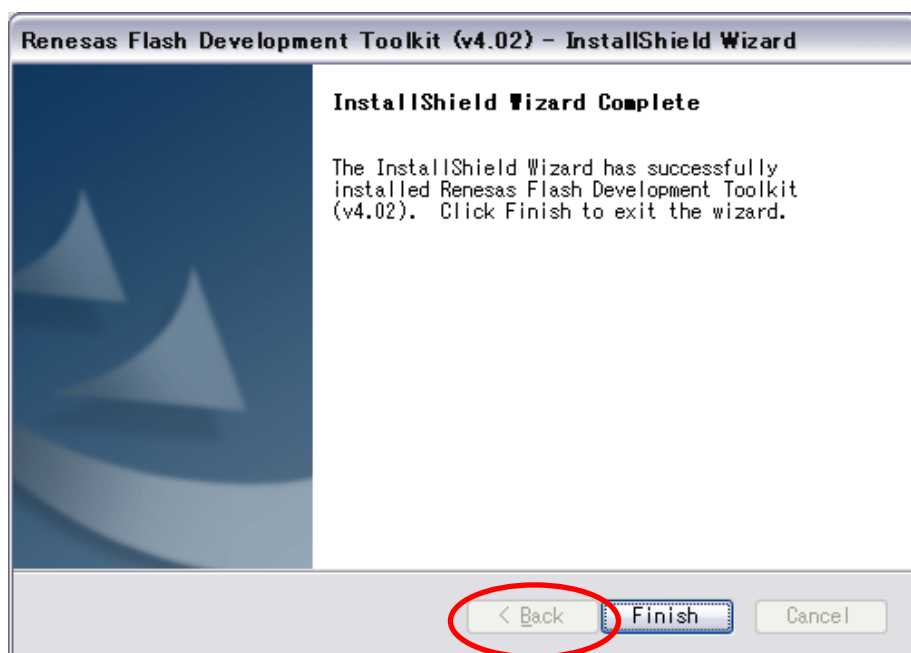 Renesas Flash Development Toolkit (v4.02) - InstallShield Wizard
InstallShield Wizard Complete
The InstallShield Wizard has successfully
installed Renesas Flash Development Toolkit
(v4.02). Click Finish to exit the wizard.
< Back Finish Cancel